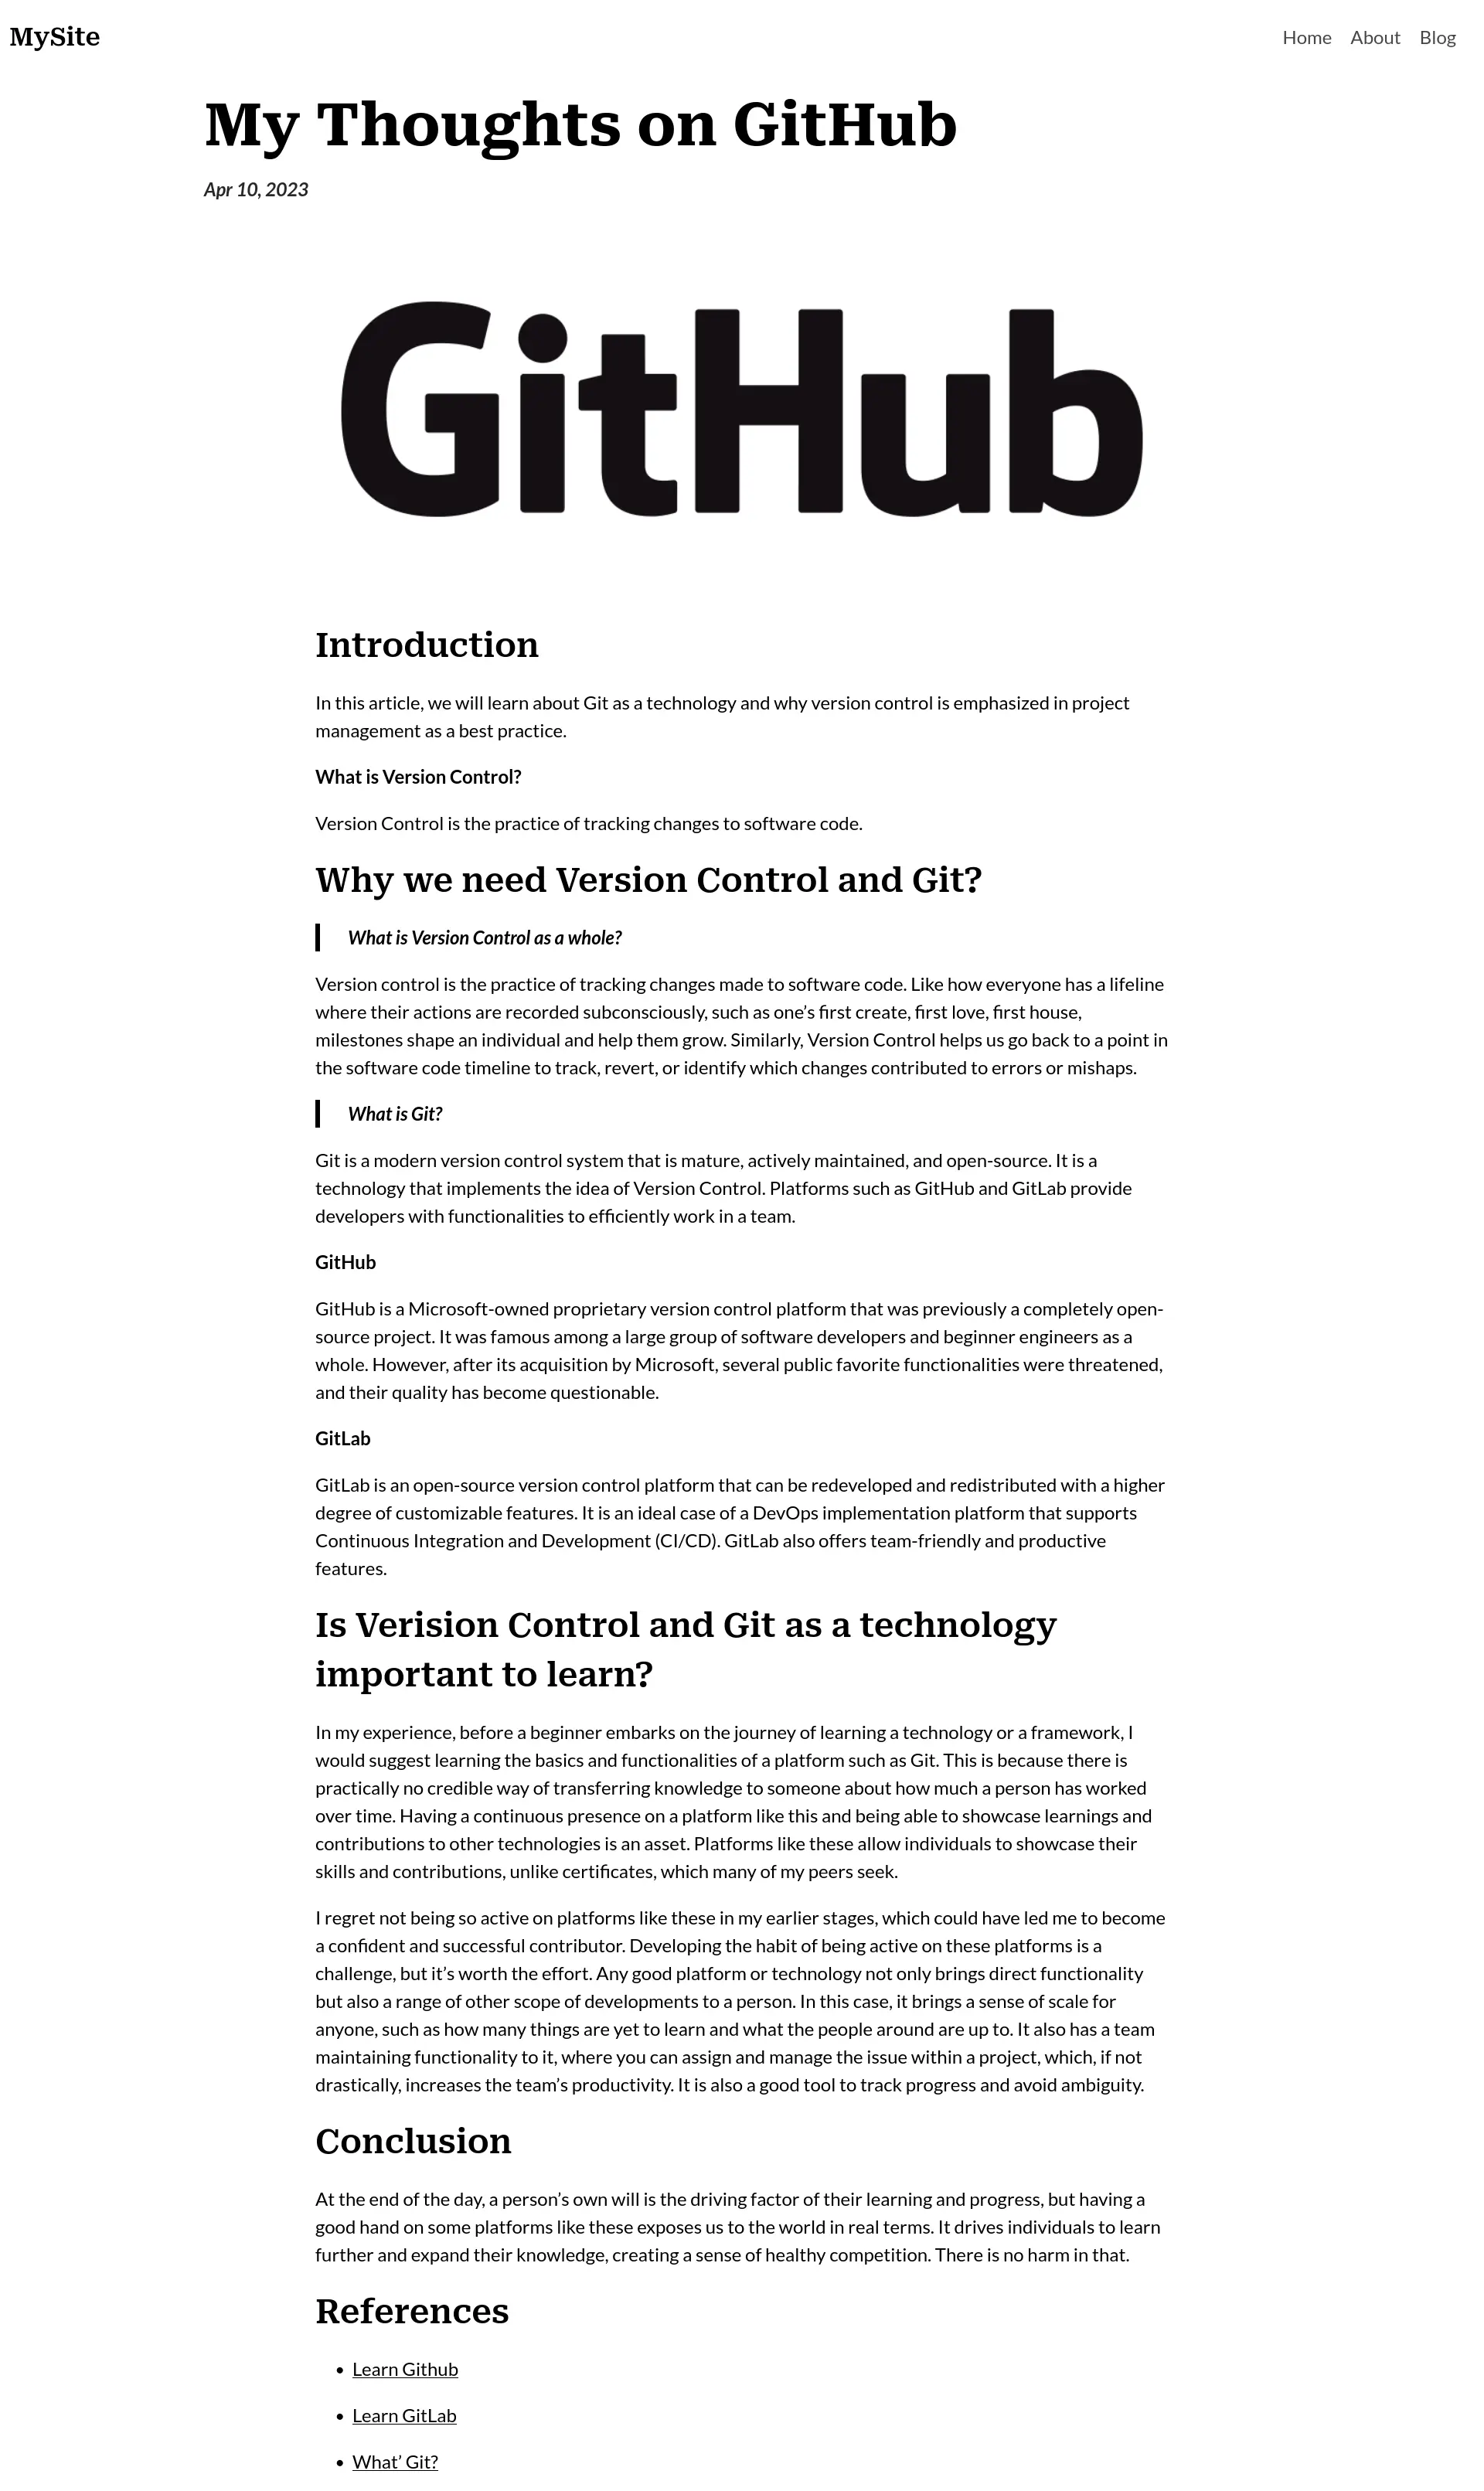 MySite
Home About Blog
My Thoughts on GitHub
Apr 10, 2023
GitHub
Introduction
In this article, we will learn about Git as a technology and why version control is emphasized in project
management as a best practice.
What is Version Control?
Version Control is the practice of tracking changes to software code.
Why we need Version Control and Git?
What is Version Control as a whole?
Version control is the practice of tracking changes made to software code. Like how everyone has a lifeline
where their actions are recorded subconsciously, such as one’s first create, first love, first house,
milestones shape an individual and help them grow. Similarly, Version Control helps us go back to a point in
the software code timeline to track, revert, or identify which changes contributed to errors or mishaps.
What is Git?
Git is a modern version control system that is mature, actively maintained, and open-source. It is a
technology that implements the idea of Version Control. Platforms such as GitHub and GitLab provide
developers with functionalities to efficiently work in a team.
GitHub
GitHub is a Microsoft-owned proprietary version control platform that was previously a completely open-
source project. It was famous among a large group of software developers and beginner engineers as a
whole. However, after its acquisition by Microsoft, several public favorite functionalities were threatened,
and their quality has become questionable.
GitLab
GitLab is an open-source version control platform that can be redeveloped and redistributed with a higher
degree of customizable features. It is an ideal case of a DevOps implementation platform that supports
Continuous Integration and Development (CI/CD). GitLab also offers team-friendly and productive
features.
Is Verision Control and Git as a technology
important to learn?
In my experience, before a beginner embarks on the journey of learning a technology or a framework, I
would suggest learning the basics and functionalities of a platform such as Git. This is because there is
practically no credible way of transferring knowledge to someone about how much a person has worked
over time. Having a continuous presence on a platform like this and being able to showcase learnings and
contributions to other technologies is an asset. Platforms like these allow individuals to showcase their
skills and contributions, unlike certificates, which many of my peers seek.
I regret not being so active on platforms like these in my earlier stages, which could have led me to become
a confident and successful contributor. Developing the habit of being active on these platforms is a
challenge, but it’s worth the effort. Any good platform or technology not only brings direct functionality
but also a range of other scope of developments to a person. In this case, it brings a sense of scale for
anyone, such as how many things are yet to learn and what the people around are up to. It also has a team
maintaining functionality to it, where you can assign and manage the issue within a project, which, if not
drastically, increases the team’s productivity. It is also a good tool to track progress and avoid ambiguity.
Conclusion
At the end of the day, a person’s own will is the driving factor of their learning and progress, but having a
good hand on some platforms like these exposes us to the world in real terms. It drives individuals to learn
further and expand their knowledge, creating a sense of healthy competition. There is no harm in that.
References
• Learn Github
• Learn GitLab
• What’ Git?